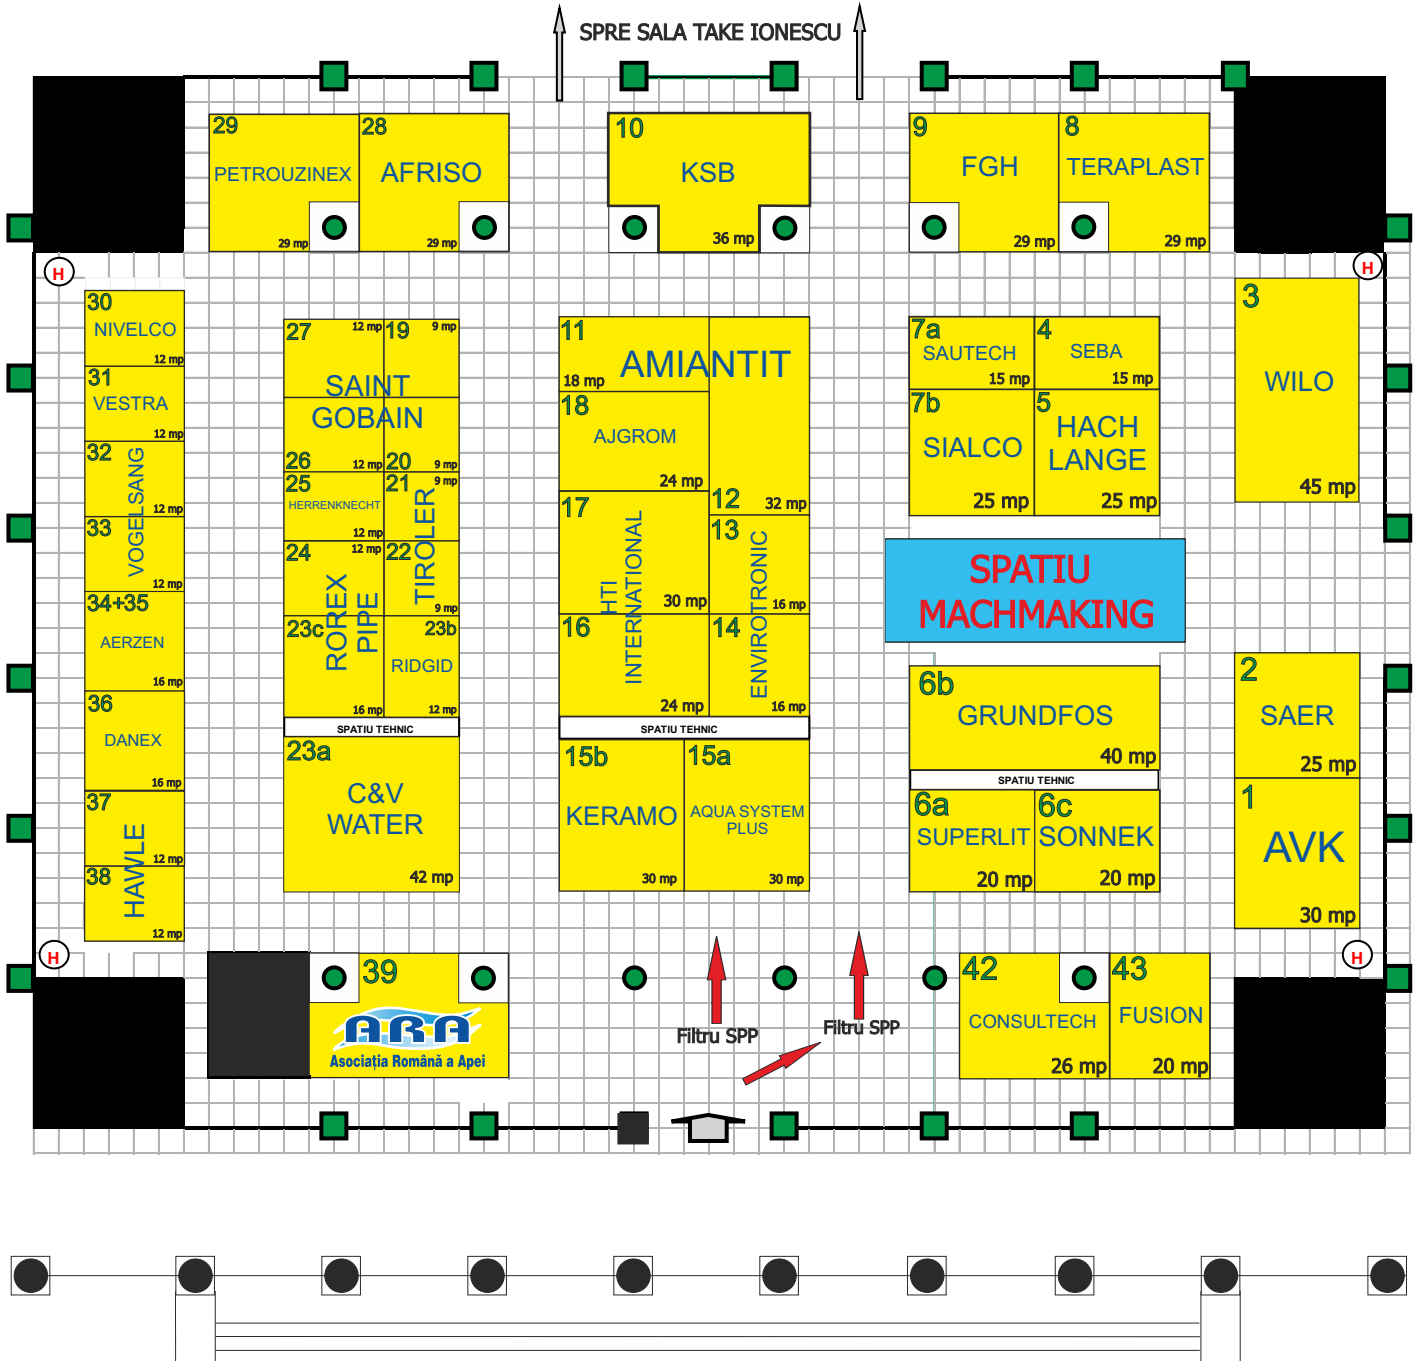 SPRE SALA TAKE IONESCU
29
PETROUZINEX
29 mp
28
AFRISO
29 mp
10
KSB
36 mp
9
FGH
29 mp
8
TERAPLAST
29 mp
H
H
30
NIVELCO
12 mp
31
VESTRA
12 mp
32
VOGELSANG
12 mp
33
12 mp
34+35
AERZEN
16 mp
36
DANEX
16 mp
37
HAWLE
12 mp
38
12 mp
27
12 mp
19
9 mp
SAINT
GOBAIN
26
12 mp
20
9 mp
25
HERRENKNECHT
12 mp
21
9 mp
TIROLER
24
12 mp
22
9 mp
ROREX
PIPE
23c
16 mp
23b
RIDGID
12 mp
SPATIU TEHNIC
23a
C&V
WATER
42 mp
11
AMIANTIT
18 mp
18
AJGROM
24 mp
12
32 mp
17
HTI
INTERNATIONAL
30 mp
13
ENVIROTRONIC
16 mp
16
24 mp
14
16 mp
SPATIU TEHNIC
15b
KERAMO
30 mp
15a
AQUA SYSTEM
PLUS
30 mp
7a
SAUTECH
15 mp
4
SEBA
15 mp
7b
SIALCO
25 mp
5
HACH
LANGE
25 mp
3
WILO
45 mp
SPATIU
MACHMAKING
6b
GRUNDFOS
40 mp
SPATIU TEHNIC
6a
SUPERLIT
20 mp
6c
SONNEK
20 mp
2
SAER
25 mp
1
AVK
30 mp
H
H
39
ARA
Asociația Română a Apei
Filtru SPP
Filtru SPP
42
CONSULTECH
26 mp
43
FUSION
20 mp